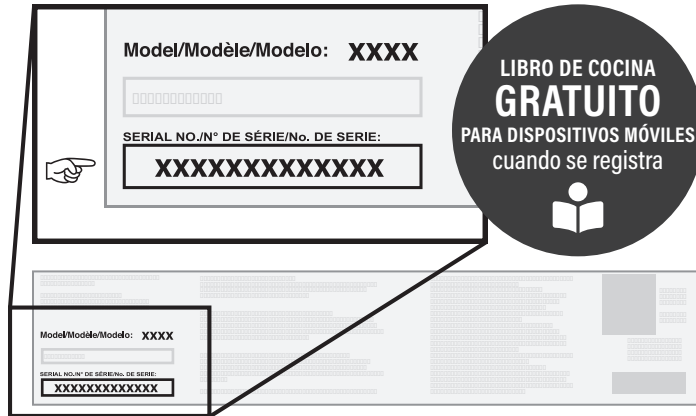 Model/Modèle/Modelo: XXXX
SERIAL NO./N° DE SÉRIE/No. DE SERIE:
XXXXXXXXXXXXX
LIBRO DE COCINA
GRATUITO
PARA DISPOSITIVOS MÓVILES
cuando se registra
Model/Modèle/Modelo: XXXX
SERIAL NO./N° DE SÉRIE/No. DE SERIE:
XXXXXXXXXXXXX